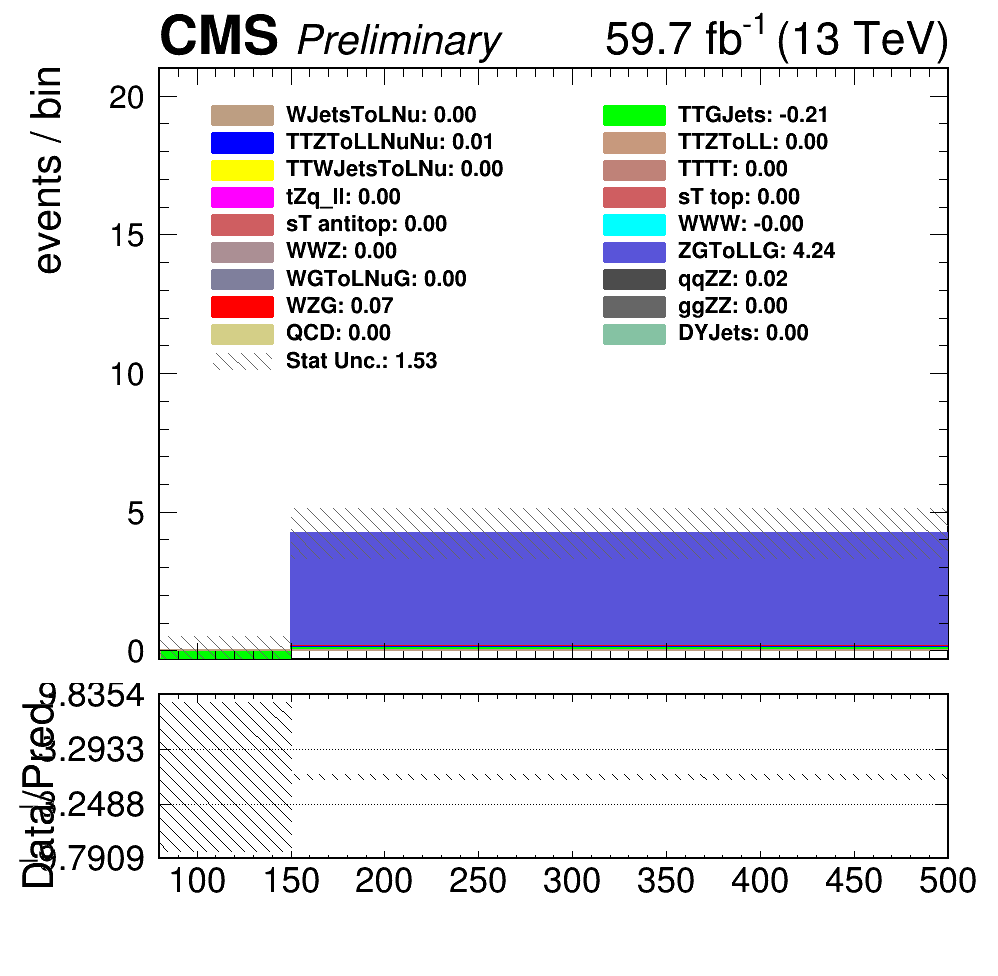 CMS Preliminary 59.7 fb-1 (13 TeV)
events / bin
20
15
10
5
0
WJetsToLNu: 0.00
TTZToLLNuNu: 0.01
TTWJetsToLNu: 0.00
tZq_ll: 0.00
sT antitop: 0.00
WWZ: 0.00
WGToLNuG: 0.00
WZG: 0.07
QCD: 0.00
Stat Unc.: 1.53
TTGJets: -0.21
TTZToLL: 0.00
TTTT: 0.00
sT top: 0.00
WWW: -0.00
ZGToLLG: 4.24
qqZZ: 0.02
ggZZ: 0.00
DYJets: 0.00
Data/Pred.
100 150 200 250 300 350 400 450 500